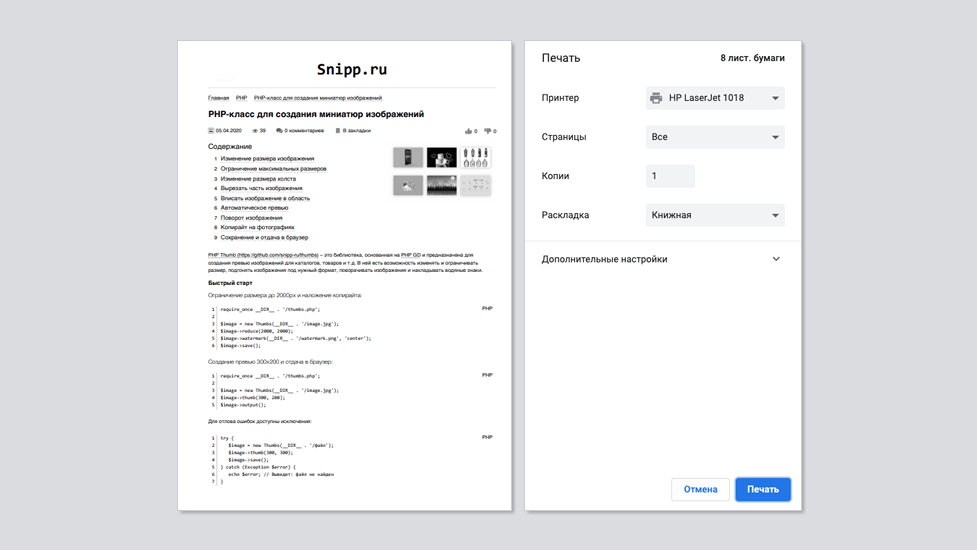 Snipp.ru
Главная PHP PHP-класс для создания миниатюр изображений
PHP-класс для создания миниатюр изображений
05.04.2020 39 0 комментариев В закладки 0 0
Содержание
1 Изменение размера изображения
2 Ограничение максимальных размеров
3 Изменение размера холста
4 Вырезать часть изображения
5 Вписать изображение в область
6 Автоматическое превью
7 Поворот изображения
8 Копирайт на фотографиях
9 Сохранение и отдача в браузер
PHP Thumb (https://github.com/snipp-ru/thumbs) – это библиотека, основанная на PHP GD и предназначена для
создания превью изображений для каталогов, товаров и т.д. В ней есть возможность изменять и ограничивать
размер, подгонять изображения под нужный формат, поворачивать изображения и накладывать водяные знаки.
Быстрый старт
Ограничение размера до 2000px и наложение копирайта:
PHP
1 require_once __DIR__ . '/thumbs.php';
2
3 $image = new Thumbs(__DIR__ . '/image.jpg');
4 $image->reduce(2000, 2000);
5 $image->watermark(__DIR__ . '/watermark.png', 'center');
6 $image->save();
Создание превью 300x200 и отдача в браузер:
PHP
1 require_once __DIR__ . '/thumbs.php';
2
3 $image = new Thumbs(__DIR__ . '/image.jpg');
4 $image->thumb(300, 200);
5 $image->output();
Для отлова ошибок доступны исключения:
PHP
1 try {
2 $image = new Thumbs(__DIR__ . '/файл');
3 $image->thumb(300, 300);
4 $image->save();
5 } catch (Exception $error) {
6 echo $error; // Выведет: файл не найден
7 }
Печать 8 лист. бумаги
Принтер HP LaserJet 1018
Страницы Все
Копии 1
Раскладка Книжная
Дополнительные настройки
Отмена Печать